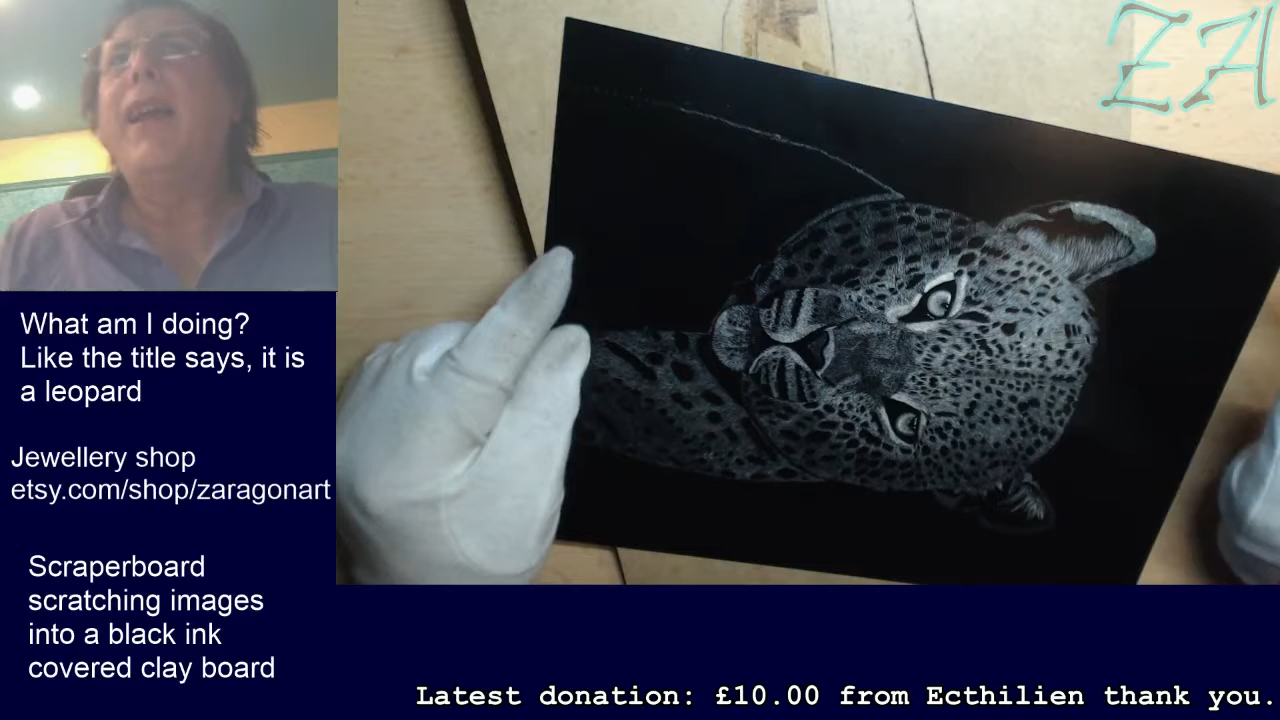 ZA
What am I doing?
Like the title says, it is
a leopard
Jewellery shop
etsy.com/shop/zaragonart
Scraperboard
scratching images
into a black ink
covered clay board
Latest donation: £10.00 from Ecthilien thank you.